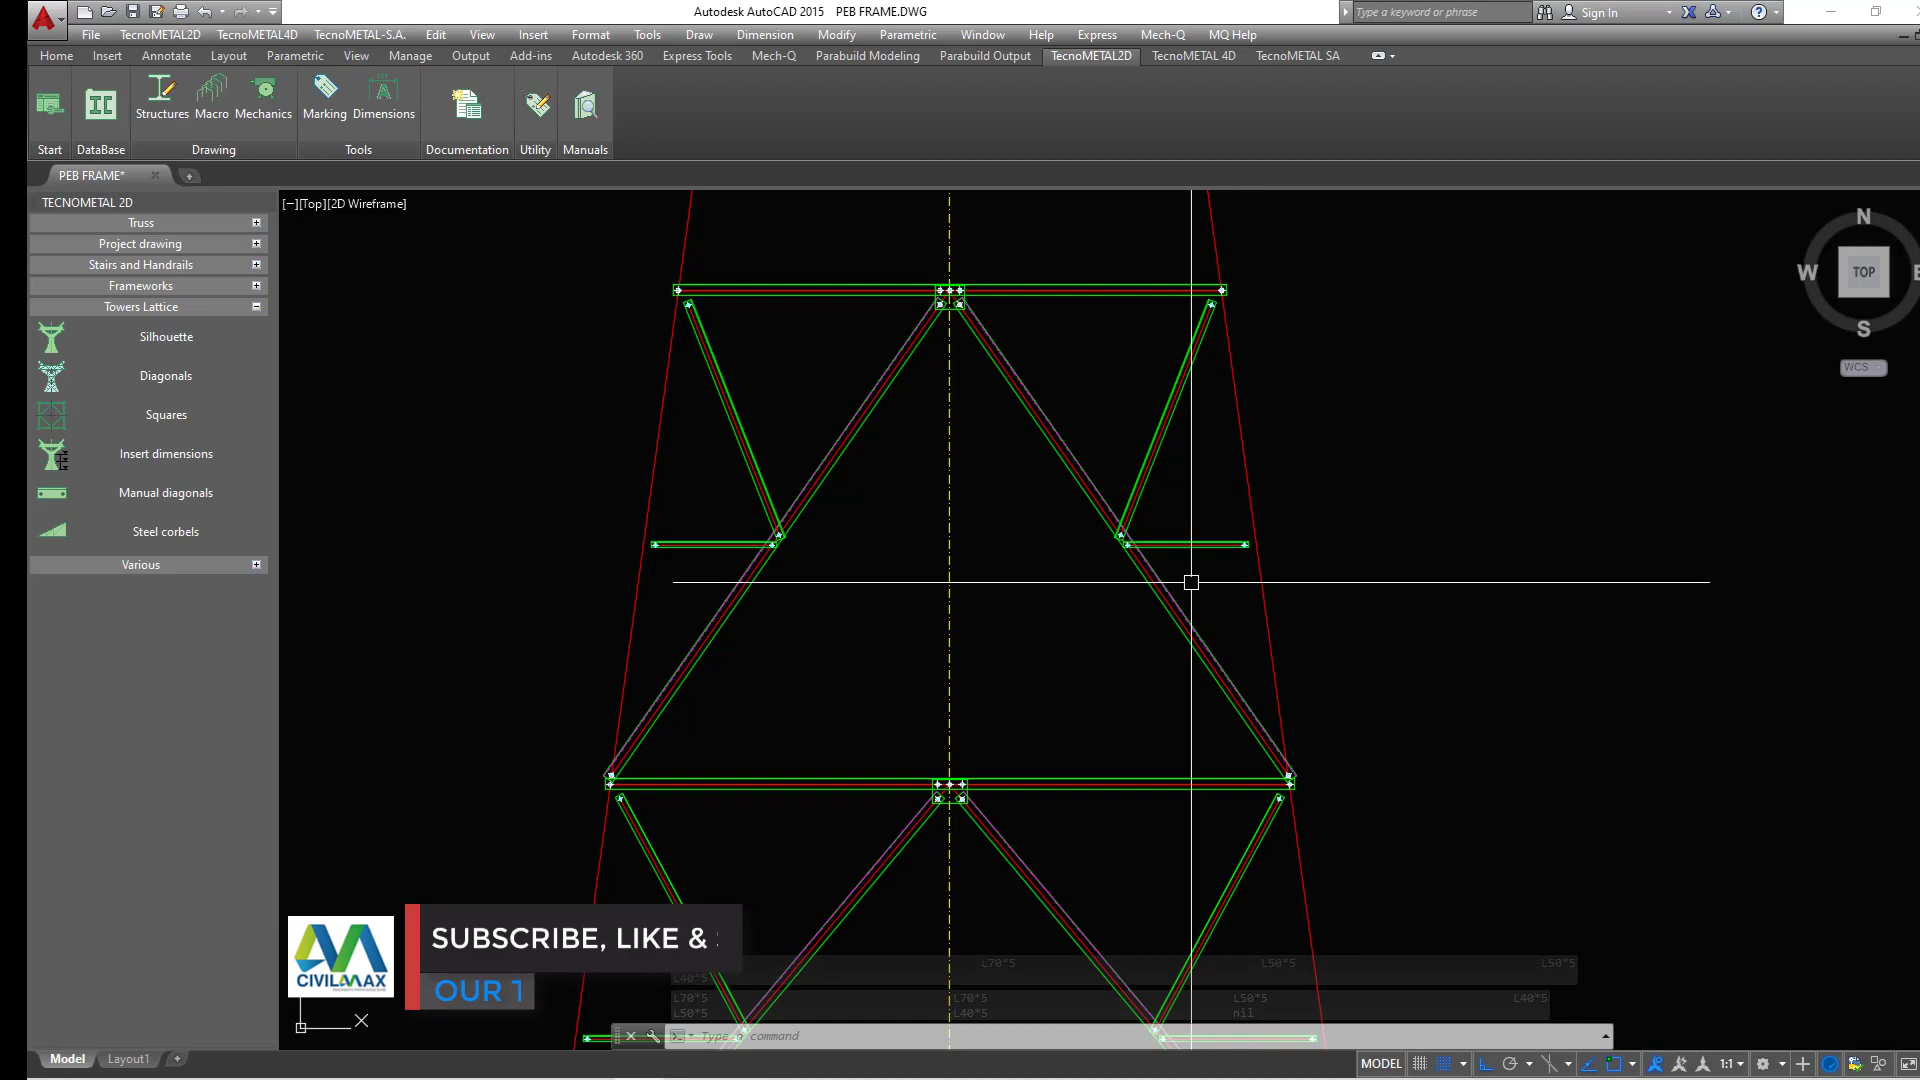 Autodesk AutoCAD 2015 PEB FRAME.DWG
Type a keyword or phrase
Sign In
File TecnoMETAL2D TecnoMETAL4D TecnoMETAL-S.A. Edit View Insert Format Tools Draw Dimension Modify Parametric Window Help Express Mech-Q MQ Help
Home Insert Annotate Layout Parametric View Manage Output Add-ins Autodesk 360 Express Tools Mech-Q Parabuild Modeling Parabuild Output TecnoMETAL2D TecnoMETAL 4D TecnoMETAL SA
Structures Macro Mechanics Marking Dimensions
Start DataBase Drawing Tools Documentation Utility Manuals
PEB FRAME*
TECNOMETAL 2D
[−][Top][2D Wireframe]
Truss
Project drawing
Stairs and Handrails
Frameworks
Towers Lattice
Silhouette
Diagonals
Squares
Insert dimensions
Manual diagonals
Steel corbels
Various
N
W TOP E
S
WCS
SUBSCRIBE, LIKE &
OUR
CIVILMAX
L70*5 L50*5 L50*5
L40*5
L70*5 L70*5 L50*5 L40*5
L50*5 L40*5 nil
X
Type a command
Model Layout1
MODEL 1:1